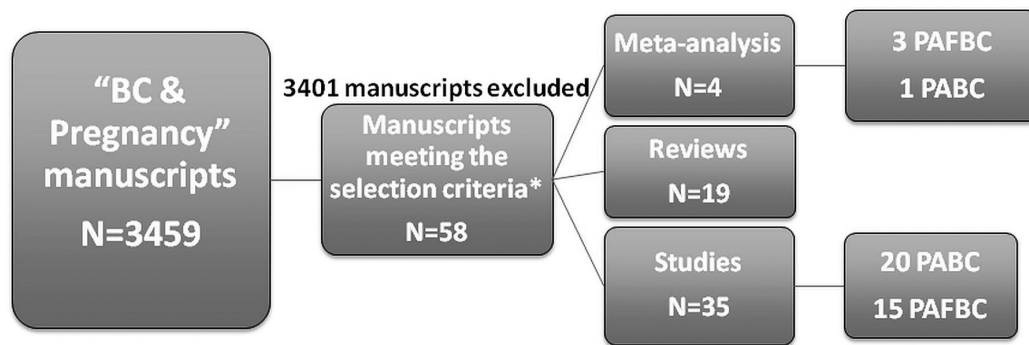 “BC &
Pregnancy”
manuscripts
N=3459
3401 manuscripts excluded
Manuscripts
meeting the
selection criteria*
N=58
Meta-analysis
N=4
3 PAFBC
1 PABC
Reviews
N=19
Studies
N=35
20 PABC
15 PAFBC